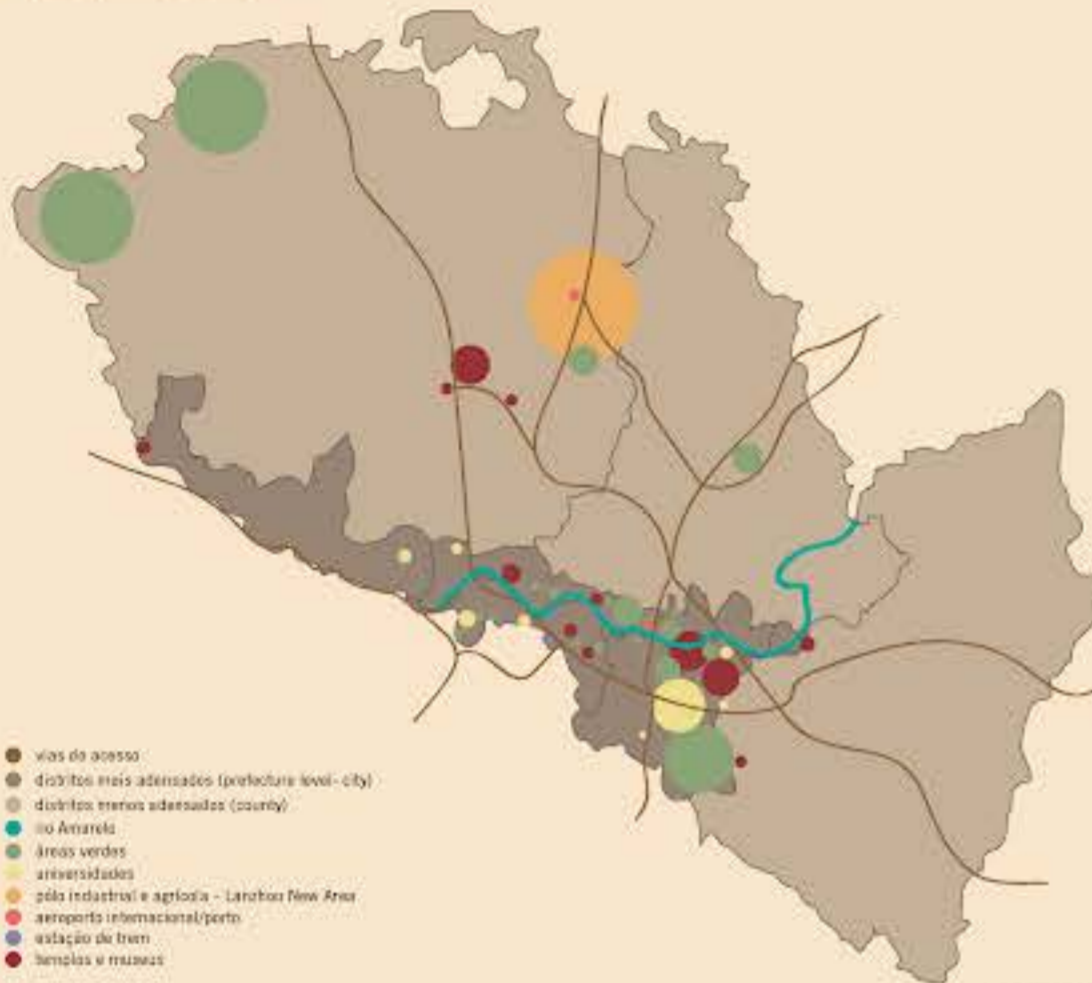 vias de acesso
distritos mais adensados (prefecture level- city)
distritos menos adensados (county)
rio Amarelo
áreas verdes
universidades
pólo industrial e agrícola - Lanzhou New Area
aeroporto internacional/porto
estação de trem
templos e museus